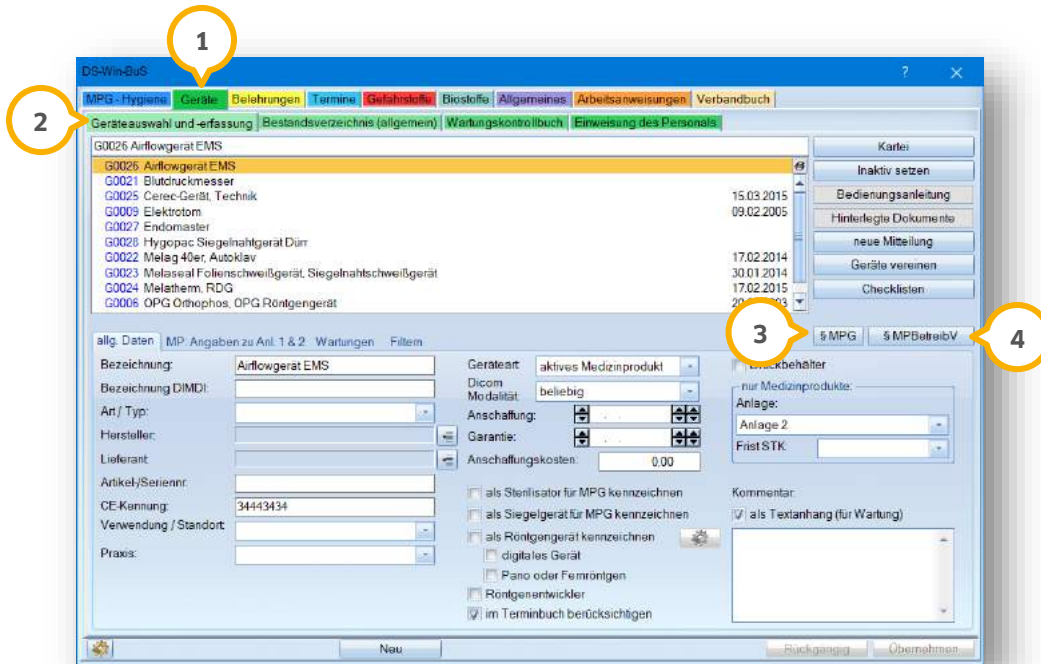 1
DS-Win-BuS ?
MPG - Hygiene Geräte Belehrungen Termine Gefahrstoffe Biostoffe Allgemeines Arbeitsanweisungen Verbandbuch
2
Geräteauswahl und -erfassung Bestandsverzeichnis (allgemein) Wartungskontrollbuch Einweisung des Personals
G0026 Airflowgerät EMS Kartei
G0026 Airflowgerät EMS Inaktiv setzen
G0021 Blutdruckmesser
G0025 Cerec-Gerät, Technik 15.03.2015 Bedienungsanleitung
G0009 Elektrotom 09.02.2005 Hinterlegte Dokumente
G0027 Endomaster
G0028 Hygopac Siegelnahtgerät Dürr neue Mitteilung
G0022 Melag 40er, Autoklav 17.02.2014 Geräte vereinen
G0023 Melaseal Folienschweißgerät, Siegelnahtschweißgerät 30.01.2014
G0024 Melatherm, RDG 17.02.2015 Checklisten
G0006 OPG Orthophos, OPG Röntgengerät
3 § MPG § MPBetreibV 4
allg. Daten MP Angaben zu Anl. 1 & 2 Wartungen Filtern
Bezeichnung: Airflowgerät EMS Geräteart: aktives Medizinprodukt
Bezeichnung DIMDI: Dicom Modalität: beliebig nur Medizinprodukte:
Art / Typ: Anschaffung: . . Anlage: Anlage 2
Hersteller: Garantie: . . Frist STK:
Lieferant: Anschaffungskosten: 0,00
Artikel-/Seriennr. als Sterilisator für MPG kennzeichnen Kommentar:
CE-Kennung: 34443434 als Siegelgerät für MPG kennzeichnen als Textanhang (für Wartung)
Verwendung / Standort: als Röntgengerät kennzeichnen
Praxis: digitales Gerät
Pano oder Fernröntgen
Röntgenentwickler
im Terminbuch berücksichtigen
Neu Rückgängig Übernehmen